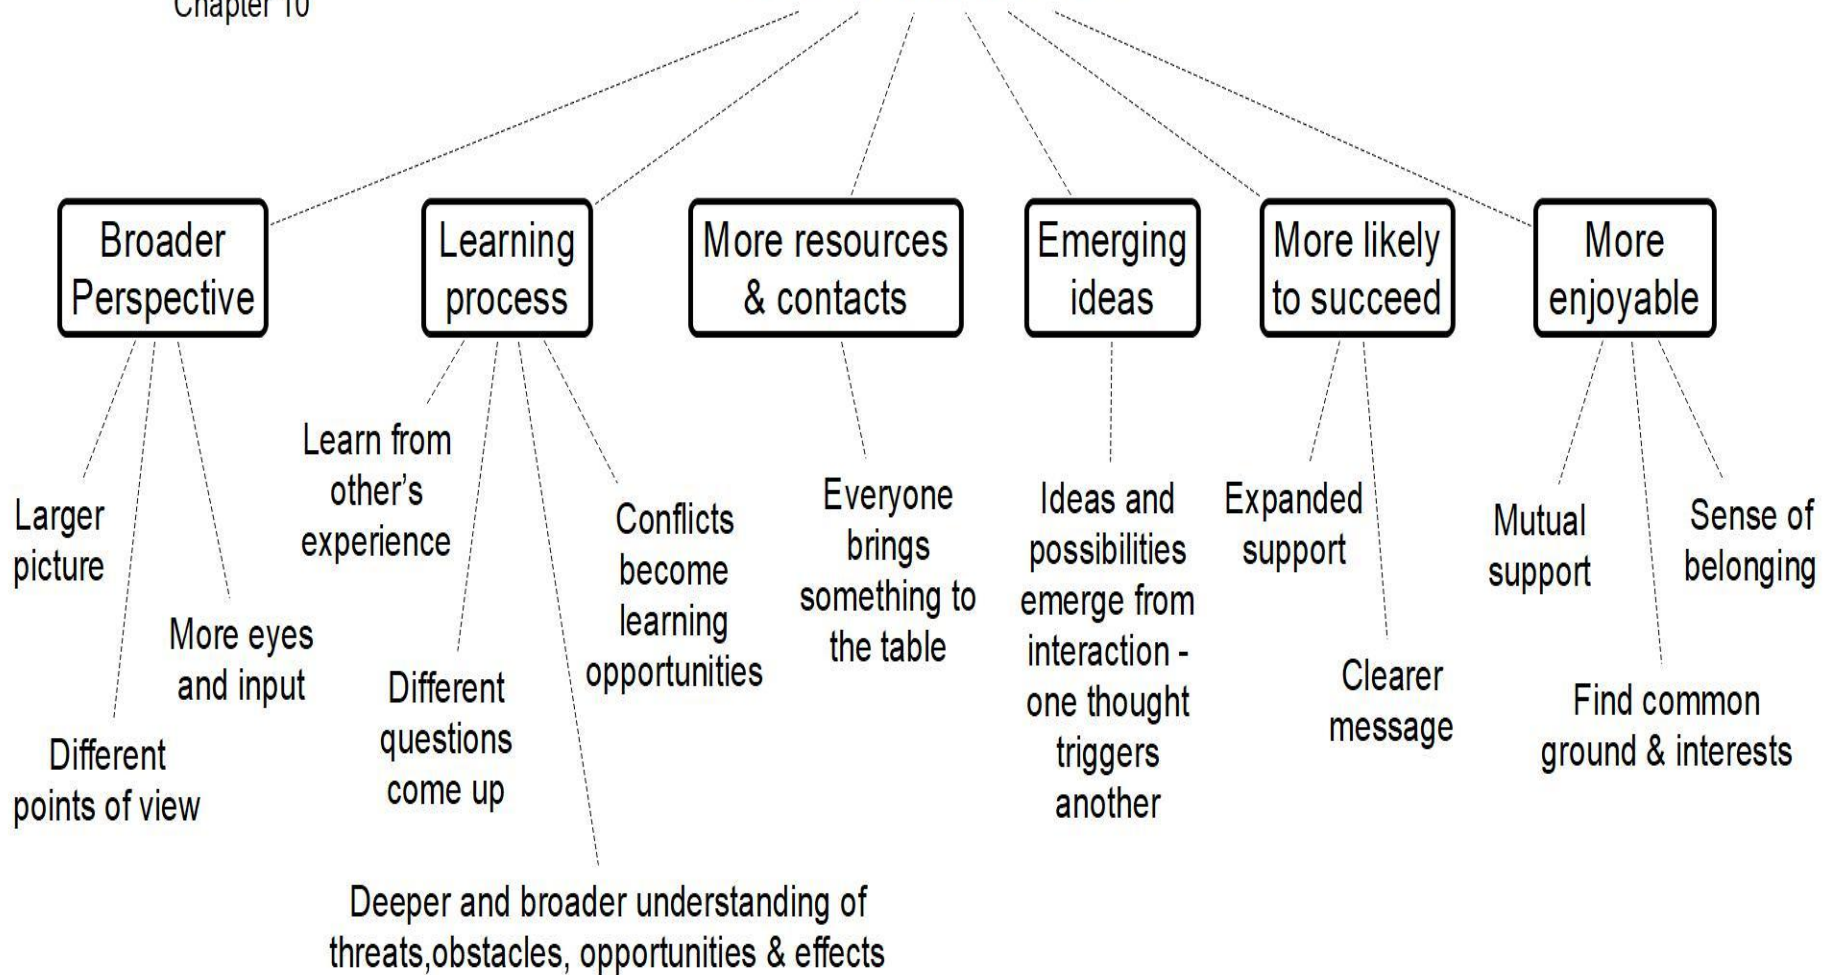 Chapter 10
Broader
Perspective
Learning
process
More resources
& contacts
Emerging
ideas
More likely
to succeed
More
enjoyable
Larger
picture
Different
points of view
More eyes
and input
Learn from
other's
experience
Different
questions
come up
Deeper and broader understanding of
threats,obstacles, opportunities & effects
Conflicts
become
learning
opportunities
Everyone
brings
something to
the table
Ideas and
possibilities
emerge from
interaction -
one thought
triggers
another
Expanded
support
Clearer
message
Mutual
support
Find common
ground & interests
Sense of
belonging